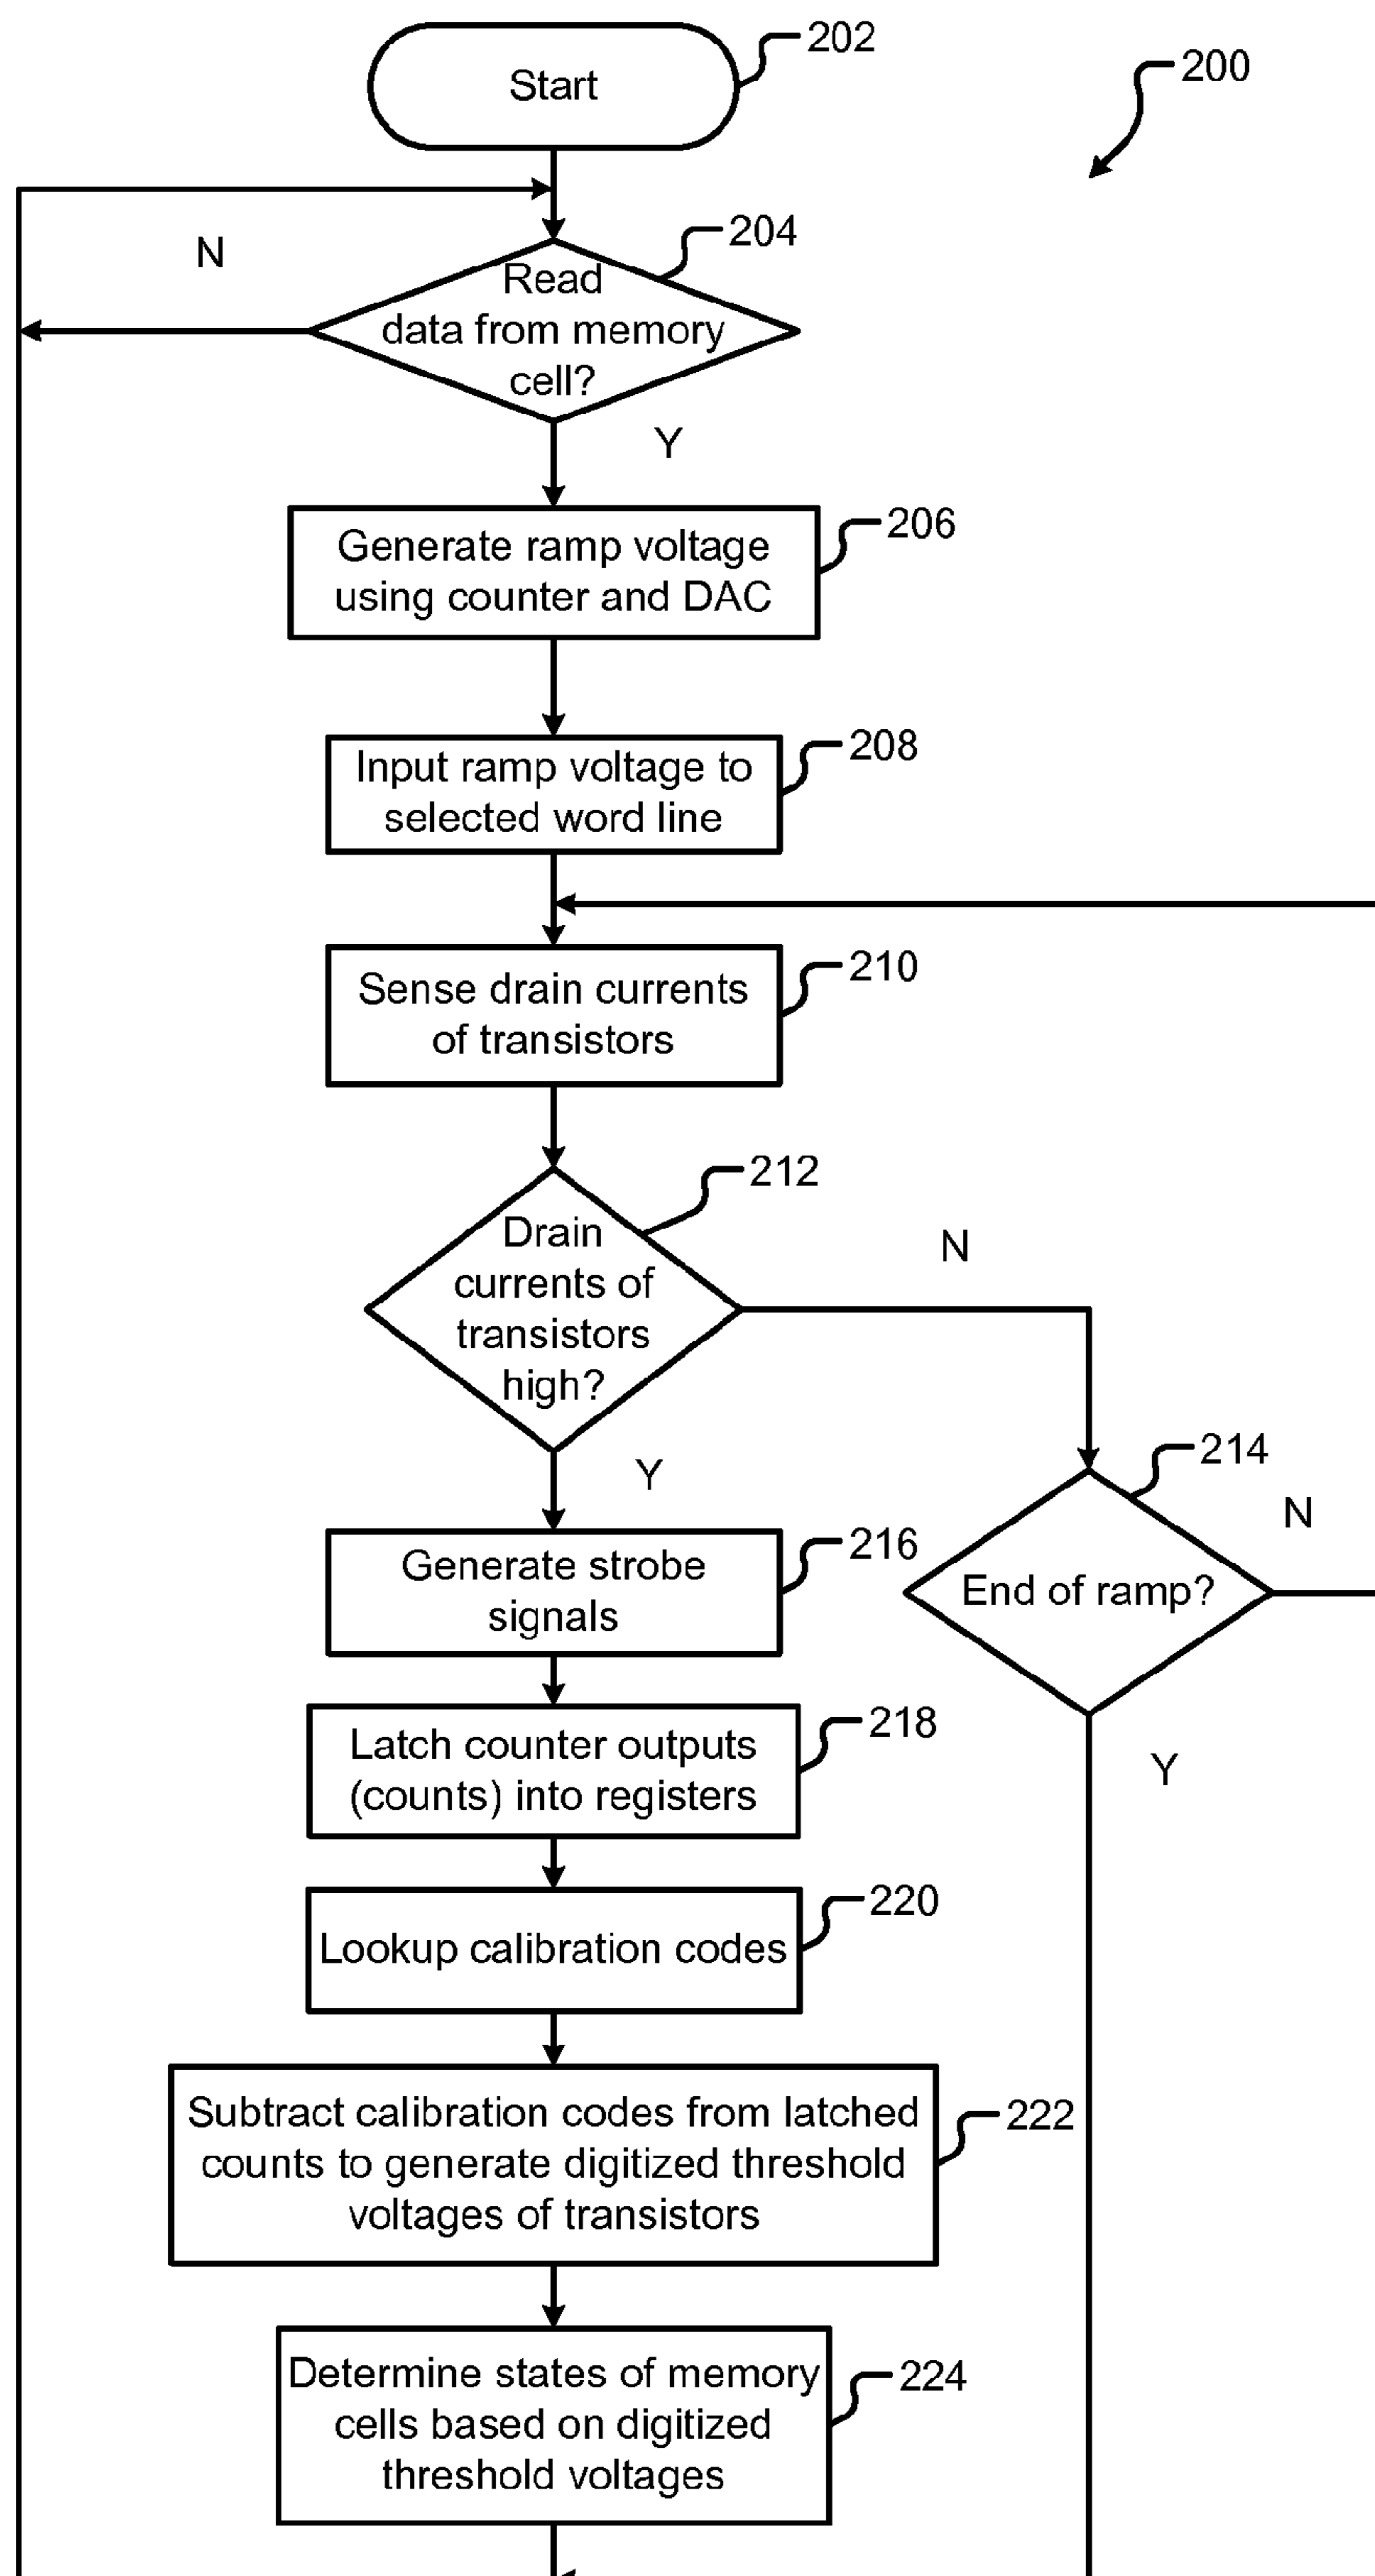 Start
202
200
N
204
Read
data from memory
cell?
Y
206
Generate ramp voltage
using counter and DAC
208
Input ramp voltage to
selected word line
210
Sense drain currents
of transistors
212
Drain
currents of
transistors
high?
N
Y
214
N
End of ramp?
216
Generate strobe
signals
218
Latch counter outputs
(counts) into registers
Y
220
Lookup calibration codes
222
Subtract calibration codes from latched
counts to generate digitized threshold
voltages of transistors
224
Determine states of memory
cells based on digitized
threshold voltages